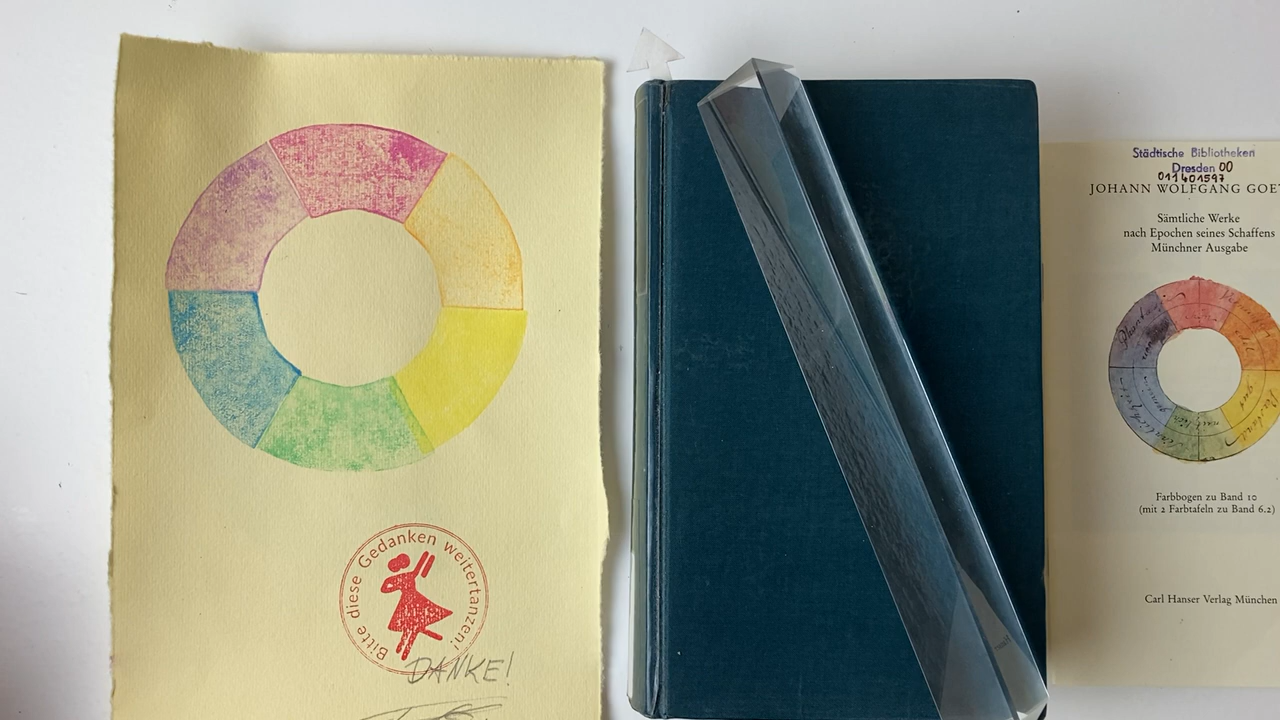 Bitte diese Gedanken weitertanzen!
DANKE!
Städtische Bibliotheken
Dresden 00
011401597
JOHANN WOLFGANG GOE
Sämtliche Werke
nach Epochen seines Schaffens
Münchner Ausgabe
Farbbogen zu Band 10
(mit 2 Farbtafeln zu Band 6.2)
Carl Hanser Verlag München